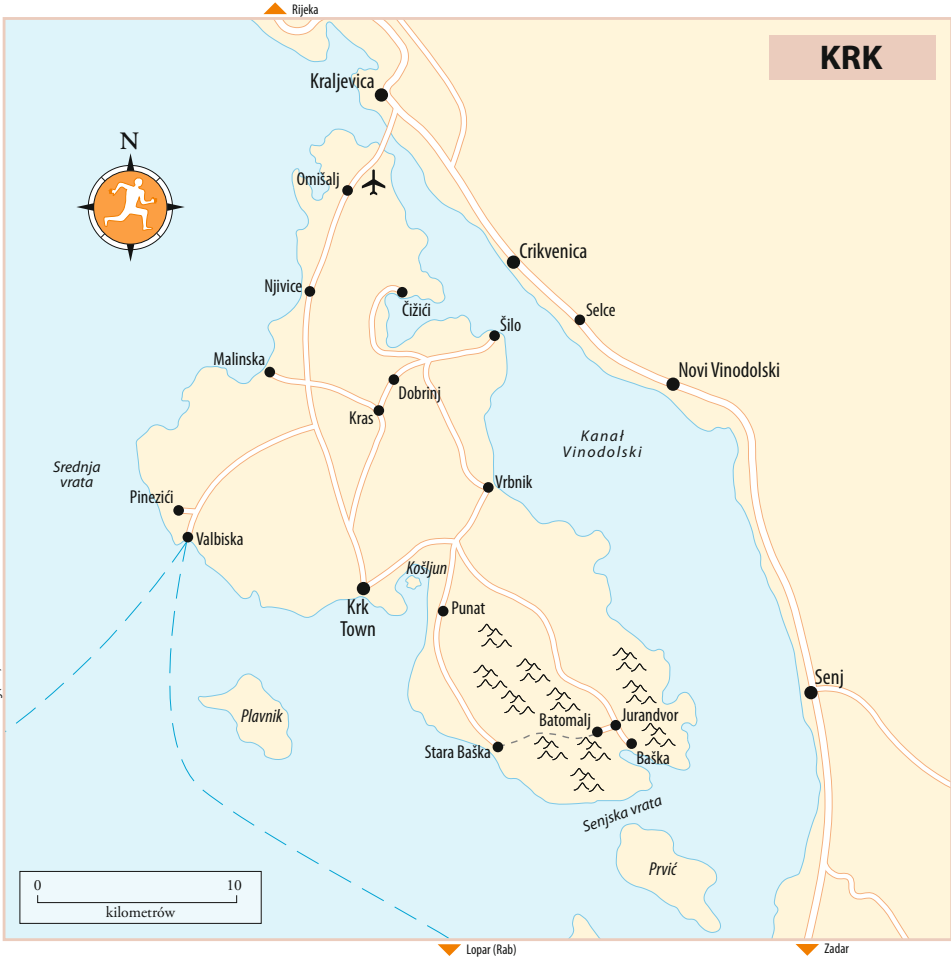 Rijeka
KRK
Kraljevica
N
Omišalj
Crikvenica
Njivice
Čižići
Selce
Šilo
Malinska
Novi Vinodolski
Dobrinj
Kras
Kanał
Vinodolski
Srednja
vrata
Vrbnik
Pinezići
Valbiska
Košljun
Krk
Town
Punat
Senj
Plavnik
Batomalj
Jurandvor
Stara Baška
Baška
Senjska vrata
Prvić
0 10
kilometrów
Lopar (Rab)
Zadar